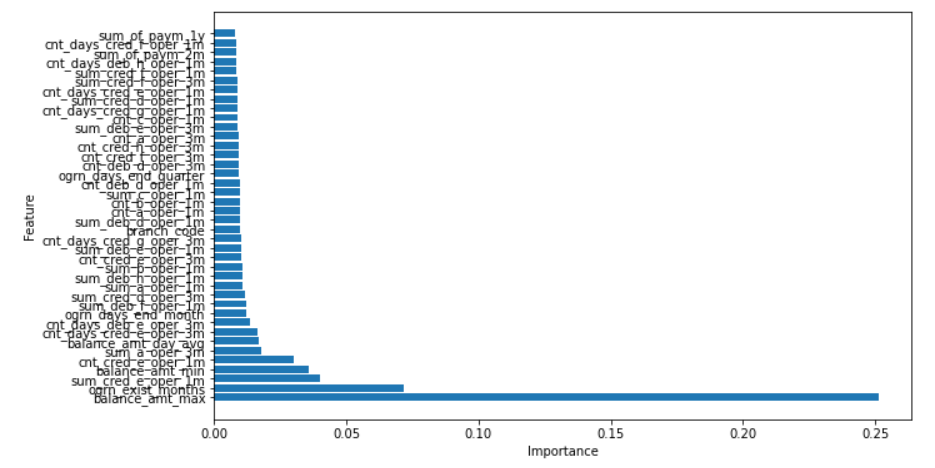 sum_of_paym_1y
cnt_days_cred_f_oper_1m
sum_of_paym_2m
cnt_days_deb_h_oper_1m
sum_cred_f_oper_1m
sum_cred_f_oper_3m
cnt_days_cred_e_oper_1m
sum_cred_d_oper_1m
cnt_days_cred_g_oper_1m
cnt_c_oper_1m
sum_deb_e_oper_3m
cnt_a_oper_3m
cnt_cred_h_oper_3m
cnt_cred_f_oper_3m
cnt_deb_d_oper_3m
ogrn_days_end_quarter
cnt_deb_d_oper_1m
sum_c_oper_1m
cnt_b_oper_1m
cnt_a_oper_1m
sum_deb_d_oper_1m
branch_code
cnt_days_cred_g_oper_3m
sum_deb_e_oper_1m
cnt_cred_e_oper_3m
sum_b_oper_1m
sum_deb_h_oper_1m
sum_a_oper_1m
sum_cred_g_oper_3m
sum_deb_f_oper_1m
ogrn_days_end_month
cnt_days_deb_e_oper_3m
cnt_days_cred_e_oper_3m
balance_amt_day_avg
sum_a_oper_3m
cnt_cred_e_oper_1m
balance_amt_min
sum_cred_e_oper_1m
ogrn_exist_months
balance_amt_max
Feature
0.00 0.05 0.10 0.15 0.20 0.25
Importance